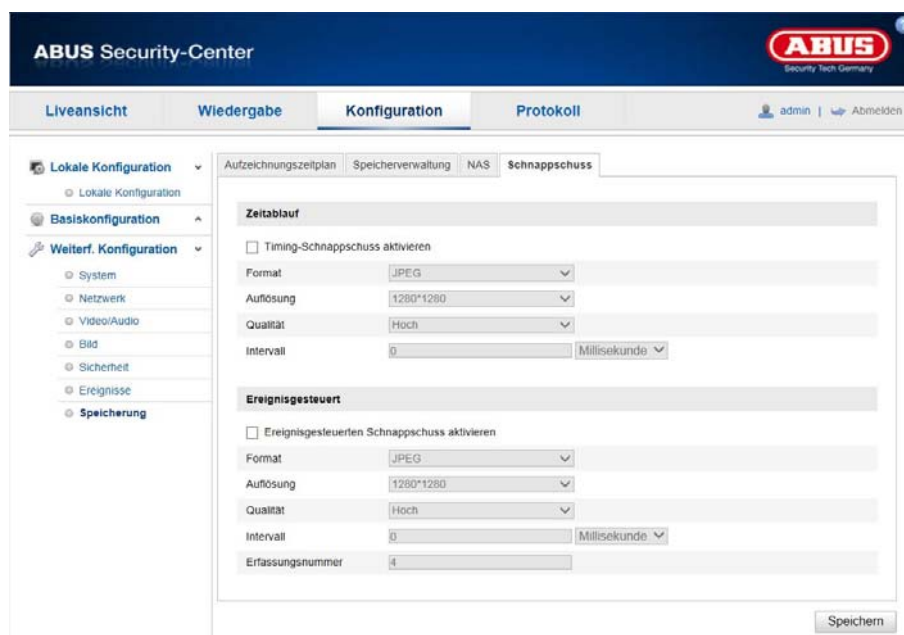 ABUS Security-Center
ABUS
Security Tech Germany
Liveansicht Wiedergabe Konfiguration Protokoll admin | Abmelden
Lokale Konfiguration
Lokale Konfiguration
Basiskonfiguration
Weiterf. Konfiguration
System
Netzwerk
Video/Audio
Bild
Sicherheit
Ereignisse
Speicherung
Aufzeichnungszeitplan Speicherverwaltung NAS Schnappschuss
Zeitablauf
Timing-Schnappschuss aktivieren
Format JPEG
Auflösung 1280*1280
Qualität Hoch
Intervall 0 Millisekunde
Ereignisgesteuert
Ereignisgesteuerten Schnappschuss aktivieren
Format JPEG
Auflösung 1280*1280
Qualität Hoch
Intervall 0 Millisekunde
Erfassungsnummer 4
Speichern